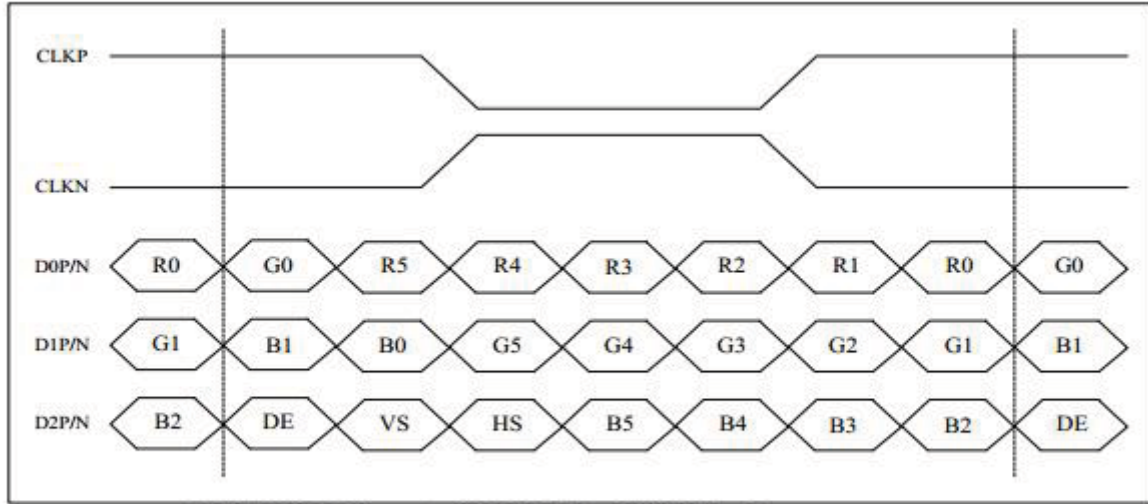 CLKP
CLKN
D0P/N R0 G0 R5 R4 R3 R2 R1 R0 G0
D1P/N G1 B1 B0 G5 G4 G3 G2 G1 B1
D2P/N B2 DE VS HS B5 B4 B3 B2 DE